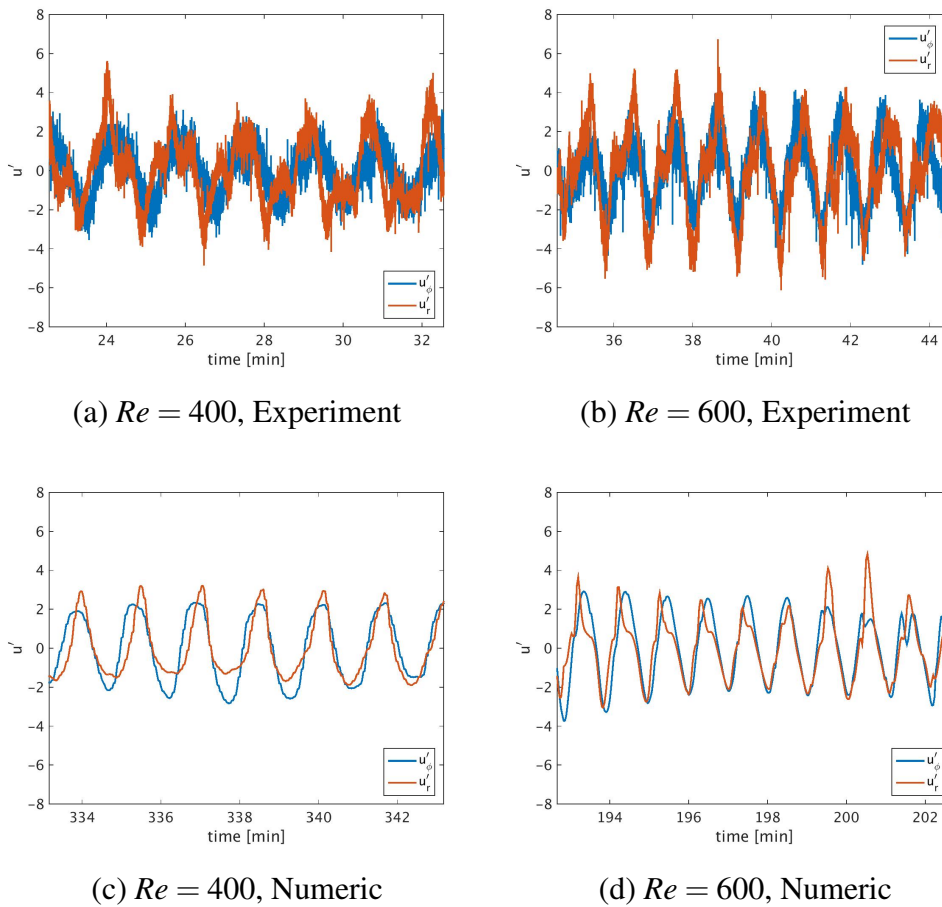 8
6
4
2
0
-2
-4
-6
-8
u'
24 26 28 30 32
time [min]
u'ϕ
u'r
(a) Re = 400, Experiment
8
6
4
2
0
-2
-4
-6
-8
u'
36 38 40 42 44
time [min]
u'ϕ
u'r
(b) Re = 600, Experiment
8
6
4
2
0
-2
-4
-6
-8
u'
334 336 338 340 342
time [min]
u'ϕ
u'r
(c) Re = 400, Numeric
8
6
4
2
0
-2
-4
-6
-8
u'
194 196 198 200 202
time [min]
u'ϕ
u'r
(d) Re = 600, Numeric